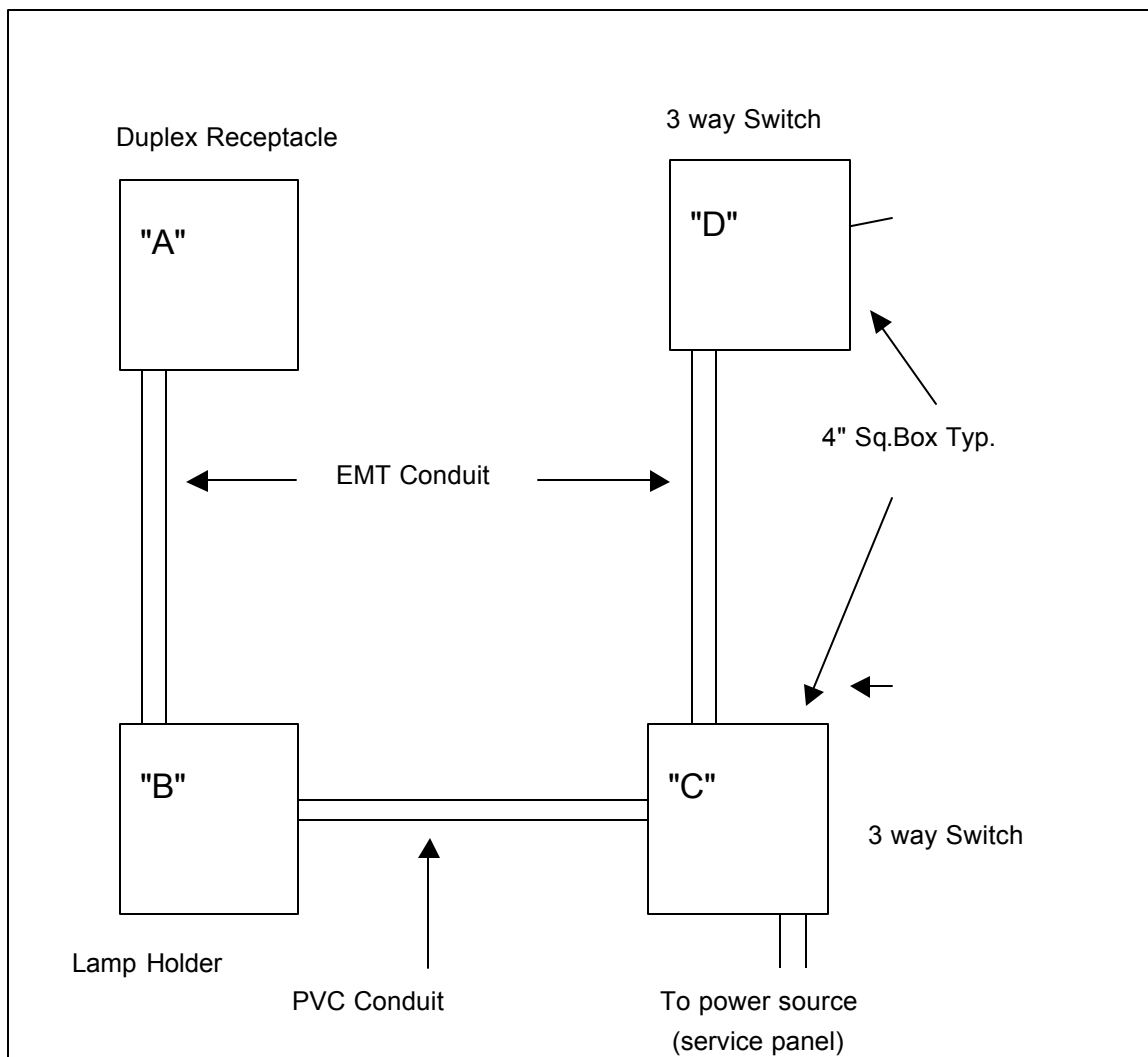 3 way Switch
Duplex Receptacle
"A"
"D"
4" Sq.Box Typ.
EMT Conduit
"B"
"C"
3 way Switch
Lamp Holder
PVC Conduit
To power source
(service panel)